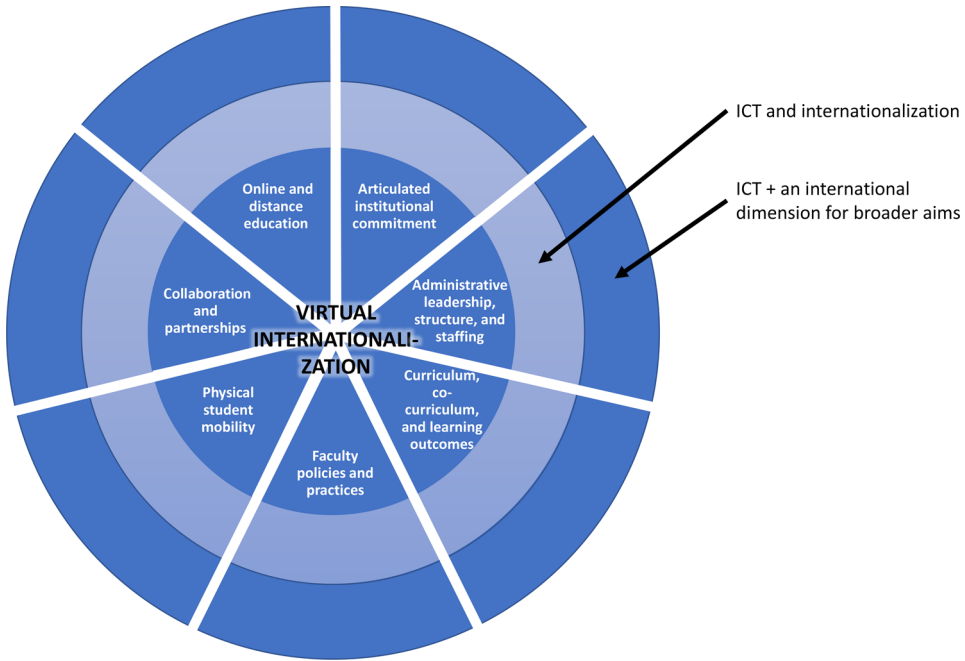 Online and
distance
education
Articulated
institutional
commitment
Administrative
leadership,
structure, and
staffing
Curriculum,
co-
curriculum,
and learning
outcomes
Faculty
policies and
practices
Physical
student
mobility
Collaboration
and
partnerships
VIRTUAL
INTERNATIONALI-
ZATION
ICT and internationalization
ICT + an international
dimension for broader aims